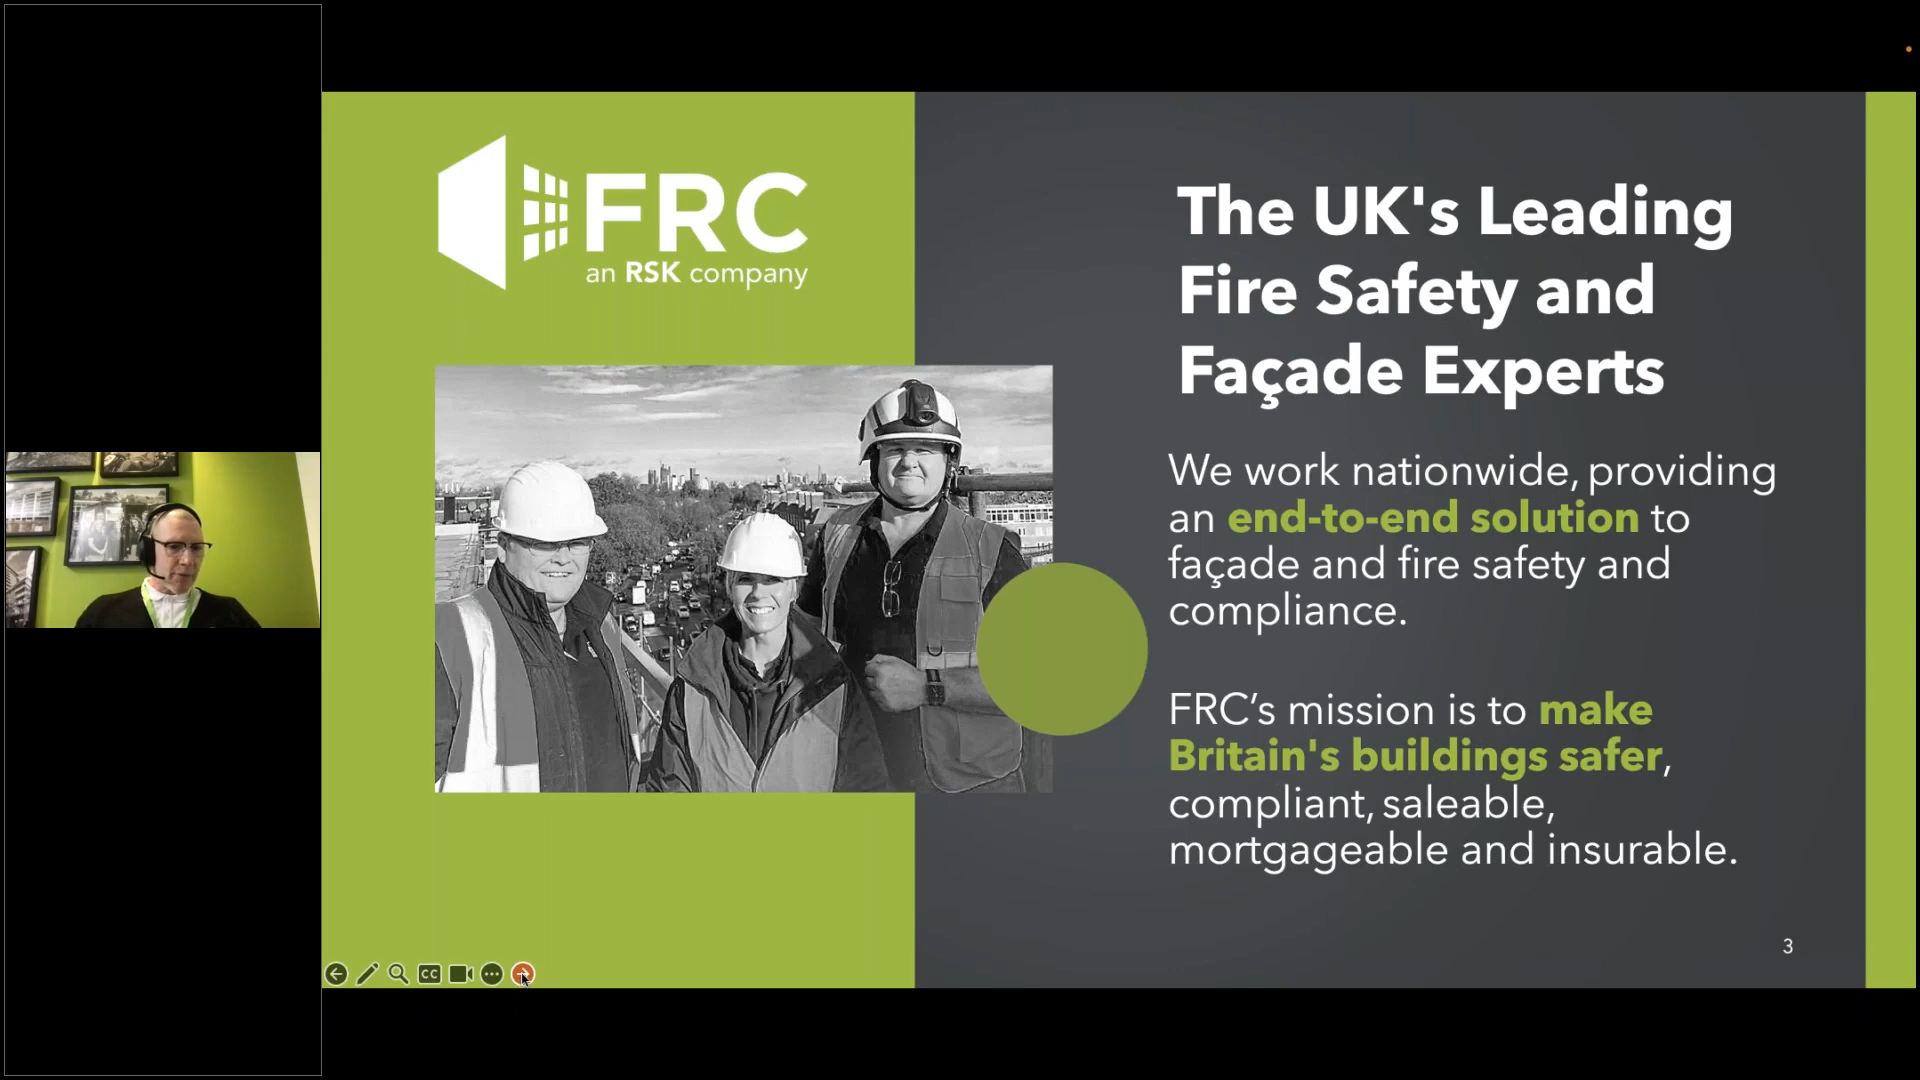 FRC
an RSK company
The UK's Leading
Fire Safety and
Façade Experts
We work nationwide, providing
an end-to-end solution to
façade and fire safety and
compliance.
FRC’s mission is to make
Britain's buildings safer,
compliant, saleable,
mortgageable and insurable.
3
CC